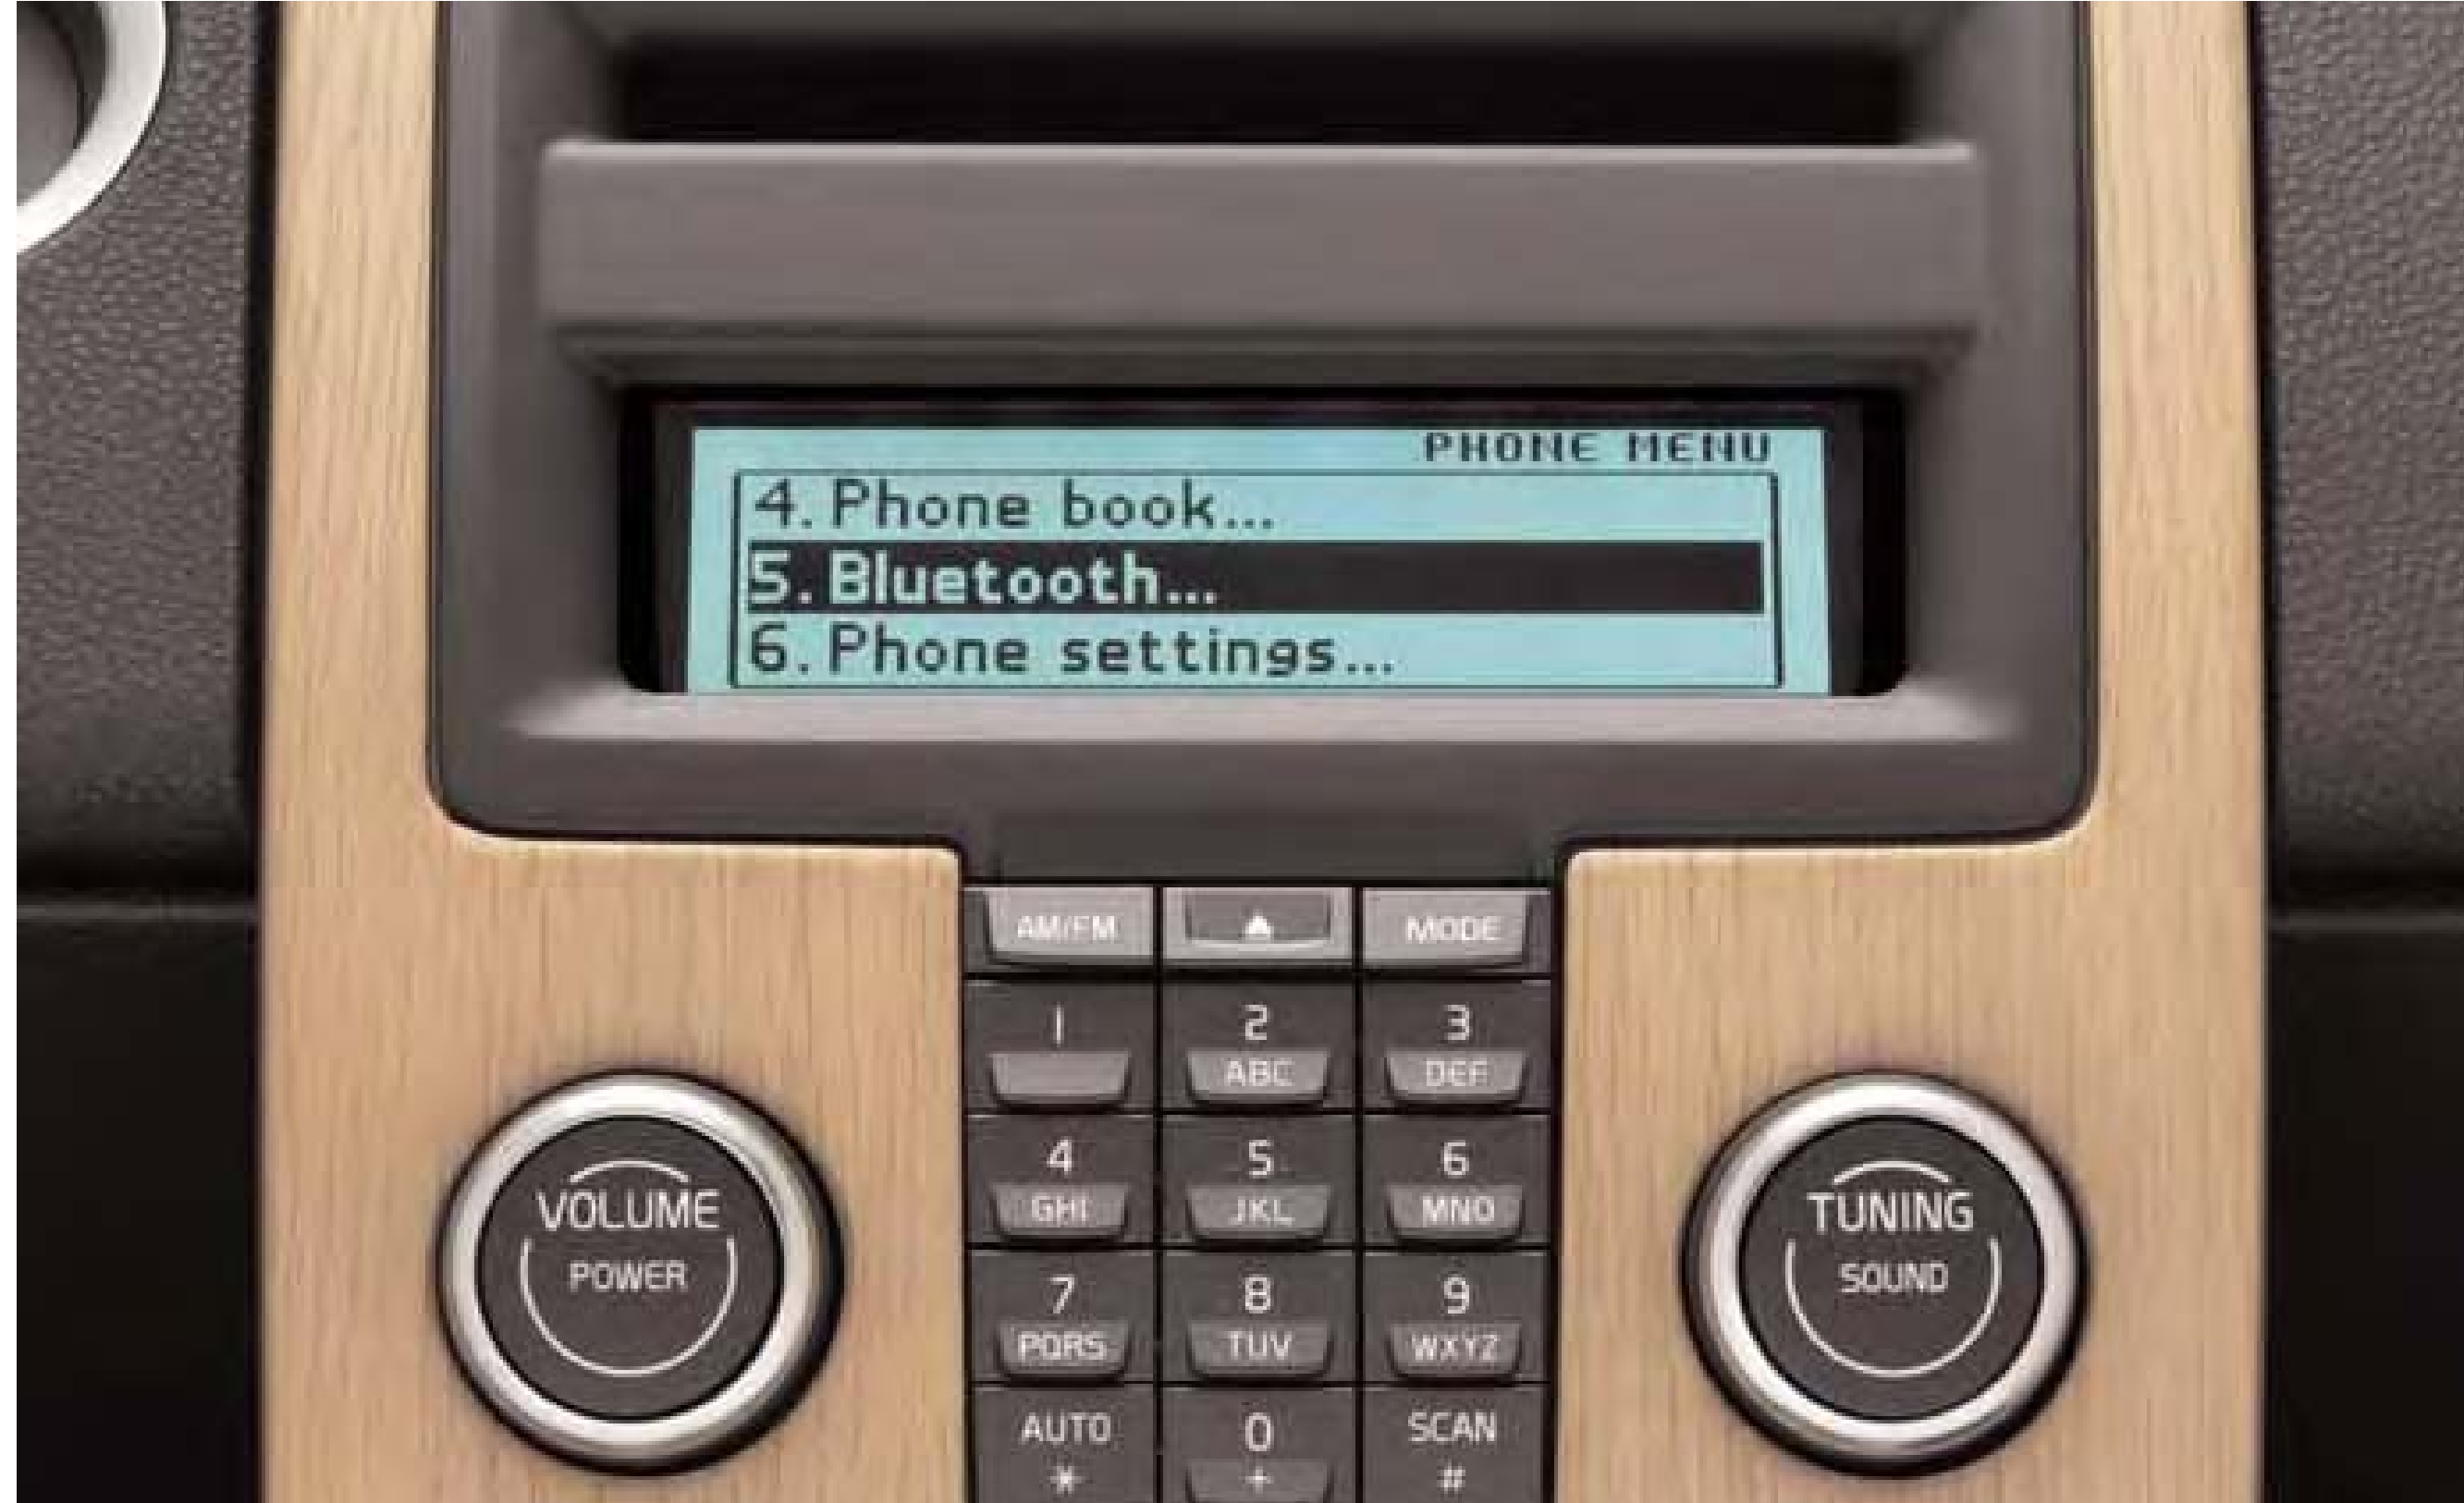 PHONE MENU
4. Phone book...
5. Bluetooth...
6. Phone settings...
AM/FM
MODE
1
2
3
ABC
DEF
4
5
6
GHI
JKL
MNO
VOLUME
POWER
TUNING
SOUND
7
8
9
PQRS
TUV
WXYZ
AUTO
0
SCAN
*
+
#